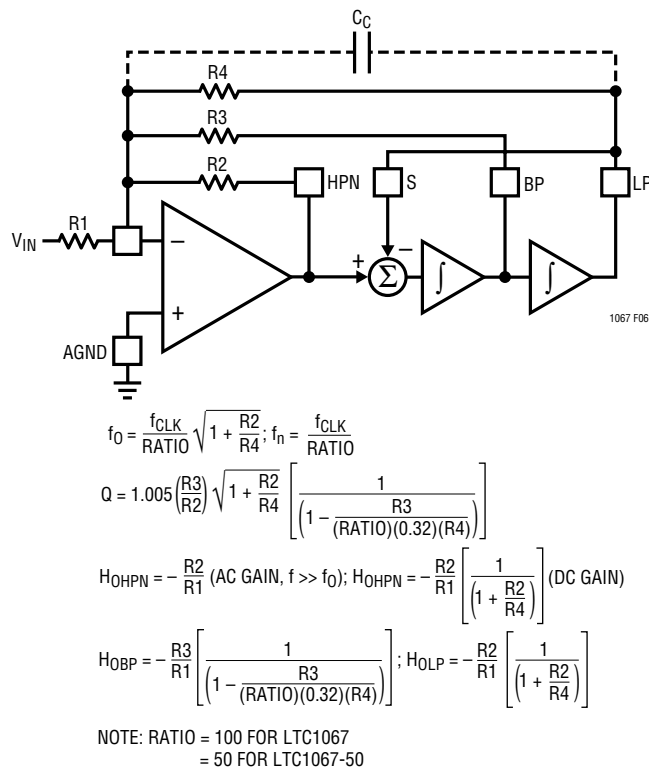 C_C
R4
R3
R2
HPN
S
BP
LP
R1
V_IN
−
+
AGND
+
−
Σ
∫
∫
1067 F06
f_O = f_CLK/RATIO √(1 + R2/R4); f_n = f_CLK/RATIO
Q = 1.005(R3/R2) √(1 + R2/R4) [1/(1 − R3/((RATIO)(0.32)(R4)))]
H_OHPN = − R2/R1 (AC GAIN, f >> f_O); H_OHPN = − R2/R1 [1/(1 + R2/R4)] (DC GAIN)
H_OBP = − R3/R1 [1/(1 − R3/((RATIO)(0.32)(R4)))]; H_OLP = − R2/R1 [1/(1 + R2/R4)]
NOTE: RATIO = 100 FOR LTC1067
= 50 FOR LTC1067-50